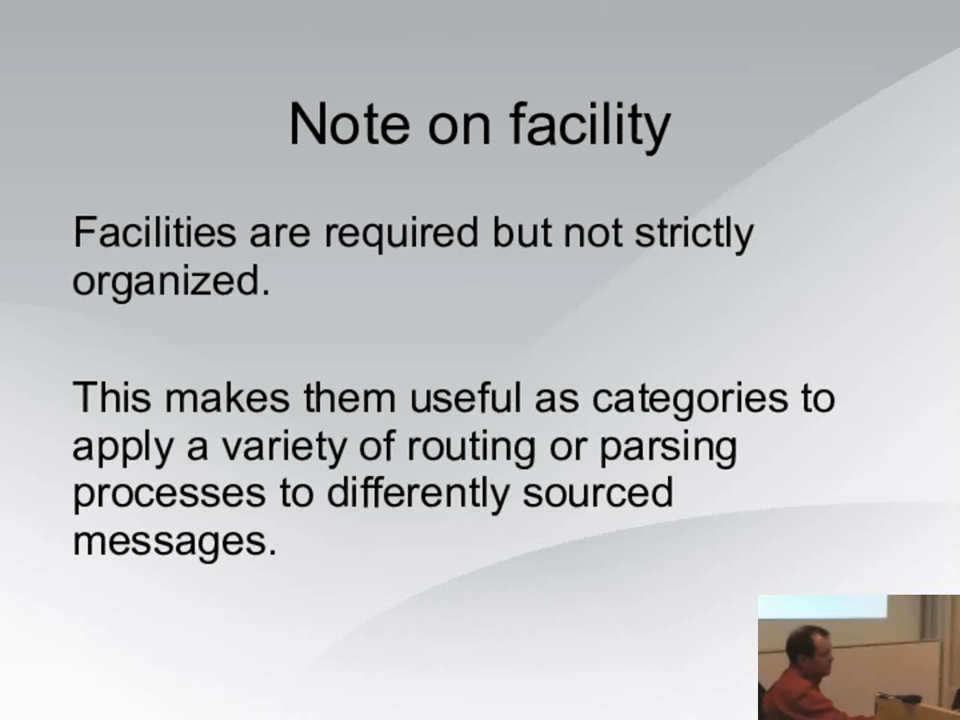 Note on facility
Facilities are required but not strictly
organized.
This makes them useful as categories to
apply a variety of routing or parsing
processes to differently sourced
messages.